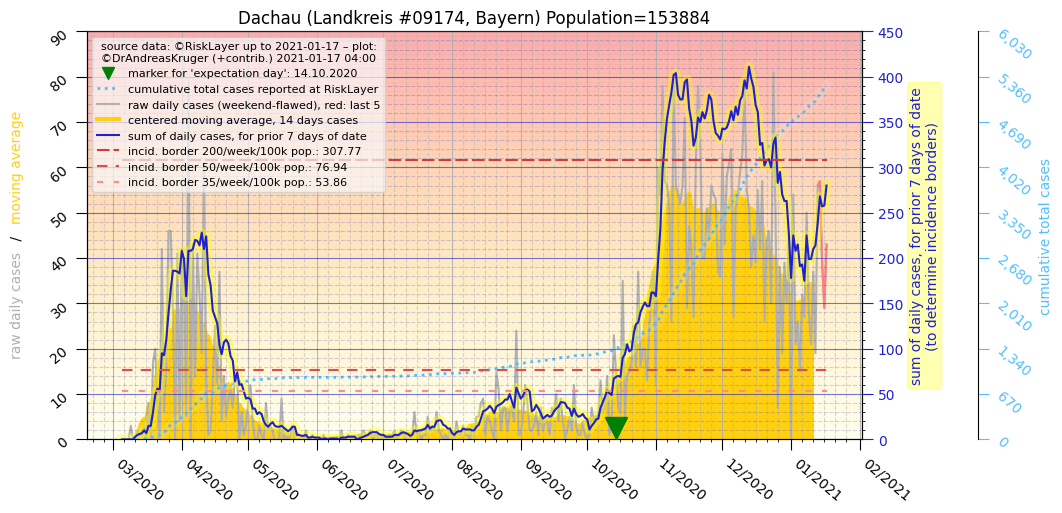 Dachau (Landkreis #09174, Bayern) Population=153884
source data: ©RiskLayer up to 2021-01-17 – plot:
©DrAndreasKruger (+contrib.) 2021-01-17 04:00
marker for 'expectation day': 14.10.2020
cumulative total cases reported at RiskLayer
raw daily cases (weekend-flawed), red: last 5
centered moving average, 14 days cases
sum of daily cases, for prior 7 days of date
incid. border 200/week/100k pop.: 307.77
incid. border 50/week/100k pop.: 76.94
incid. border 35/week/100k pop.: 53.86
raw daily cases / moving average
90
80
70
60
50
40
30
20
10
0
03/2020
04/2020
05/2020
06/2020
07/2020
08/2020
09/2020
10/2020
11/2020
12/2020
01/2021
02/2021
450
400
350
300
250
200
150
100
50
0
sum of daily cases, for prior 7 days of date
(to determine incidence borders)
6,030
5,360
4,690
4,020
3,350
2,680
2,010
1,340
670
0
cumulative total cases